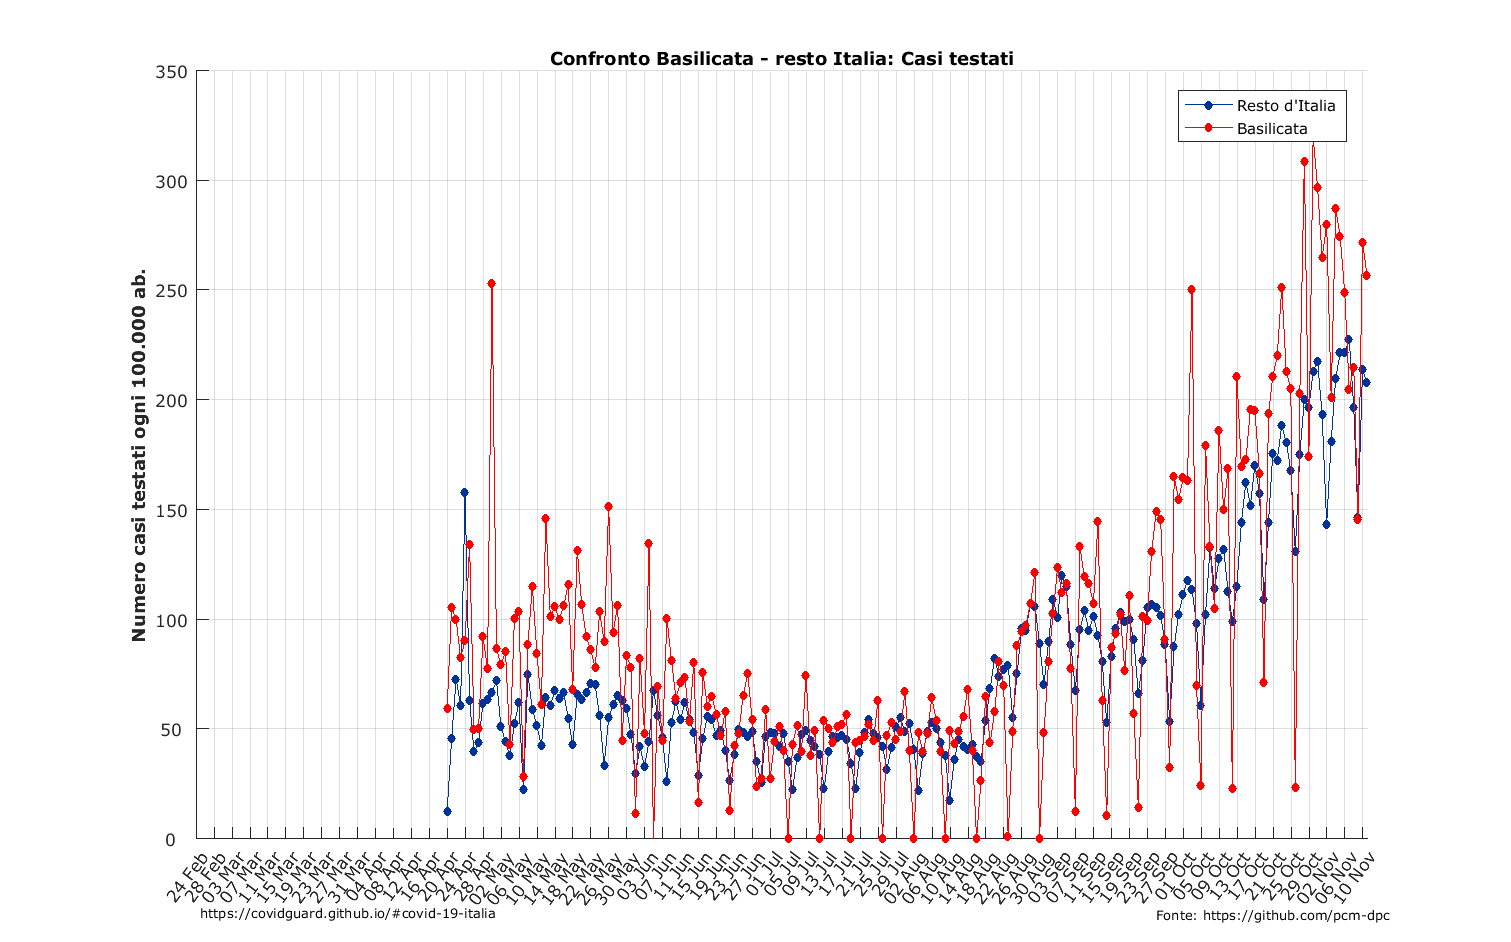 Confronto Basilicata - resto Italia: Casi testati
350
300
250
200
150
100
50
0
Numero casi testati ogni 100.000 ab.
Resto d'Italia
Basilicata
24 Feb
28 Feb
03 Mar
07 Mar
11 Mar
15 Mar
19 Mar
23 Mar
27 Mar
31 Mar
04 Apr
08 Apr
12 Apr
16 Apr
20 Apr
24 Apr
28 Apr
02 May
06 May
10 May
14 May
18 May
22 May
26 May
30 May
03 Jun
07 Jun
11 Jun
15 Jun
19 Jun
23 Jun
27 Jun
01 Jul
05 Jul
09 Jul
13 Jul
17 Jul
21 Jul
25 Jul
29 Jul
02 Aug
06 Aug
10 Aug
14 Aug
18 Aug
22 Aug
26 Aug
30 Aug
03 Sep
07 Sep
11 Sep
15 Sep
19 Sep
23 Sep
27 Sep
01 Oct
05 Oct
09 Oct
13 Oct
17 Oct
21 Oct
25 Oct
29 Oct
02 Nov
06 Nov
10 Nov
https://covidguard.github.io/#covid-19-italia
Fonte: https://github.com/pcm-dpc